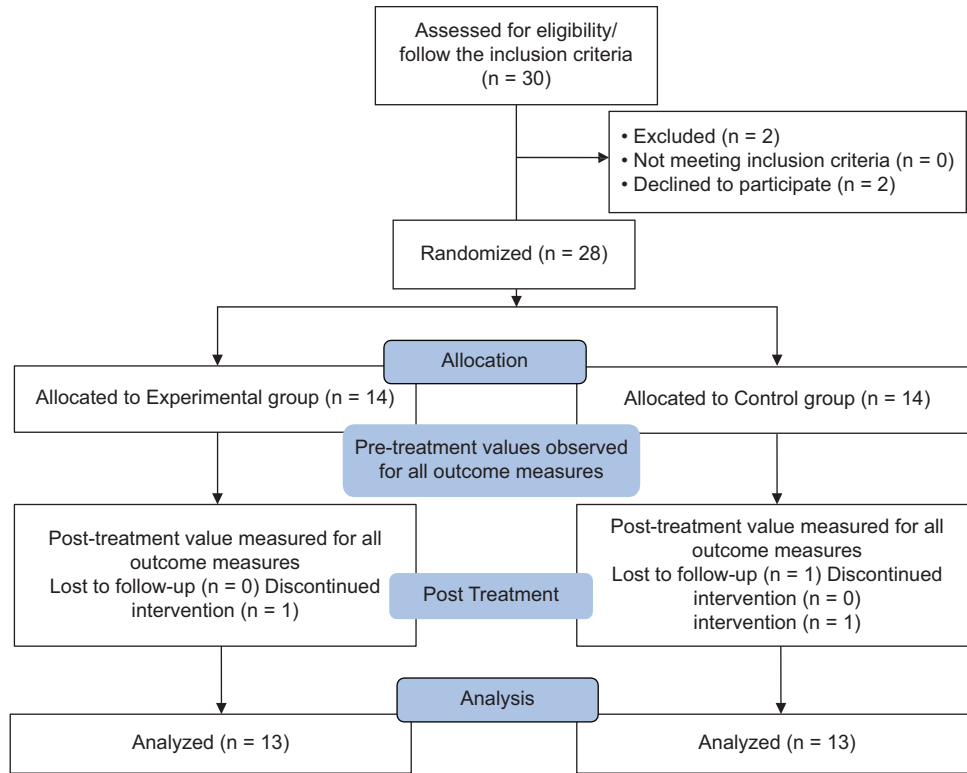 Assessed for eligibility/
follow the inclusion criteria
(n = 30)
• Excluded (n = 2)
• Not meeting inclusion criteria (n = 0)
• Declined to participate (n = 2)
Randomized (n = 28)
Allocation
Allocated to Experimental group (n = 14)
Allocated to Control group (n = 14)
Pre-treatment values observed
for all outcome measures
Post-treatment value measured for all
outcome measures
Lost to follow-up (n = 0) Discontinued
intervention (n = 1)
Post Treatment
Post-treatment value measured for all
outcome measures
Lost to follow-up (n = 1) Discontinued
intervention (n = 0)
intervention (n = 1)
Analysis
Analyzed (n = 13)
Analyzed (n = 13)